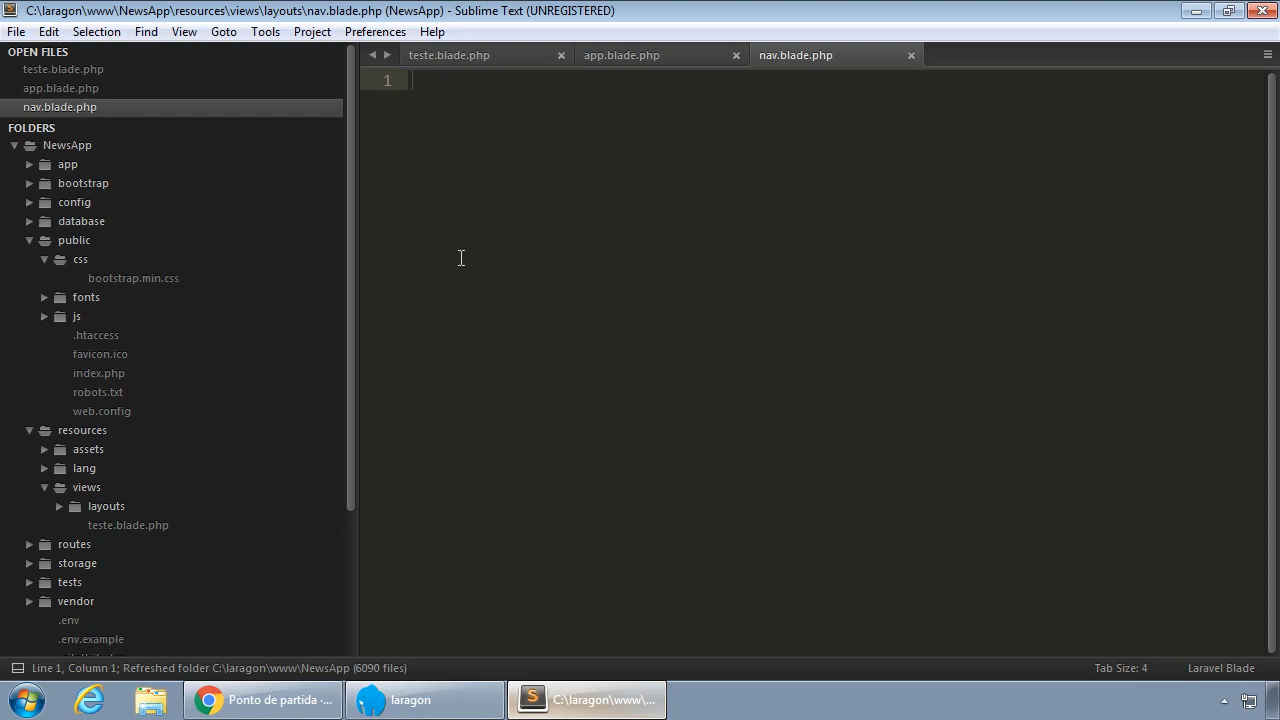 C:\laragon\www\NewsApp\resources\views\layouts\nav.blade.php (NewsApp) - Sublime Text (UNREGISTERED)
File Edit Selection Find View Goto Tools Project Preferences Help
OPEN FILES
teste.blade.php
app.blade.php
nav.blade.php
FOLDERS
NewsApp
app
bootstrap
config
database
public
css
bootstrap.min.css
fonts
js
.htaccess
favicon.ico
index.php
robots.txt
web.config
resources
assets
lang
views
layouts
teste.blade.php
routes
storage
tests
vendor
.env
.env.example
teste.blade.php app.blade.php nav.blade.php
1
Line 1, Column 1; Refreshed folder C:\laragon\www\NewsApp (6090 files) Tab Size: 4 Laravel Blade
Ponto de partida -... laragon C:\laragon\www\...